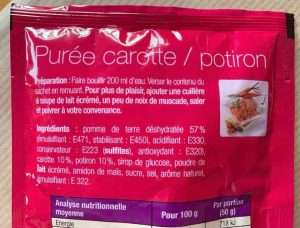 Purée carotte / potiron
Préparation : Faire bouillir 200 ml d'eau. Verser le contenu du
sachet en remuant. Pour plus de plaisir, ajouter une cuillère
à soupe de lait écrémé, un peu de noix de muscade, saler
et poivrer à votre convenance.
Ingrédients : pomme de terre déshydratée 57%
(émulsifiant : E471, stabilisant : E450i, acidifiant : E330,
conservateur : E223 (sulfites), antioxydant : E320),
carotte 10%, potiron 10%, sirop de glucose, poudre de
lait écrémé, amidon de maïs, sucre, sel, arôme naturel,
émulsifiant : E 322.
Analyse nutritionnelle
moyenne
Pour 100 g
Par portion
(50 g)
Energie
718 kJ